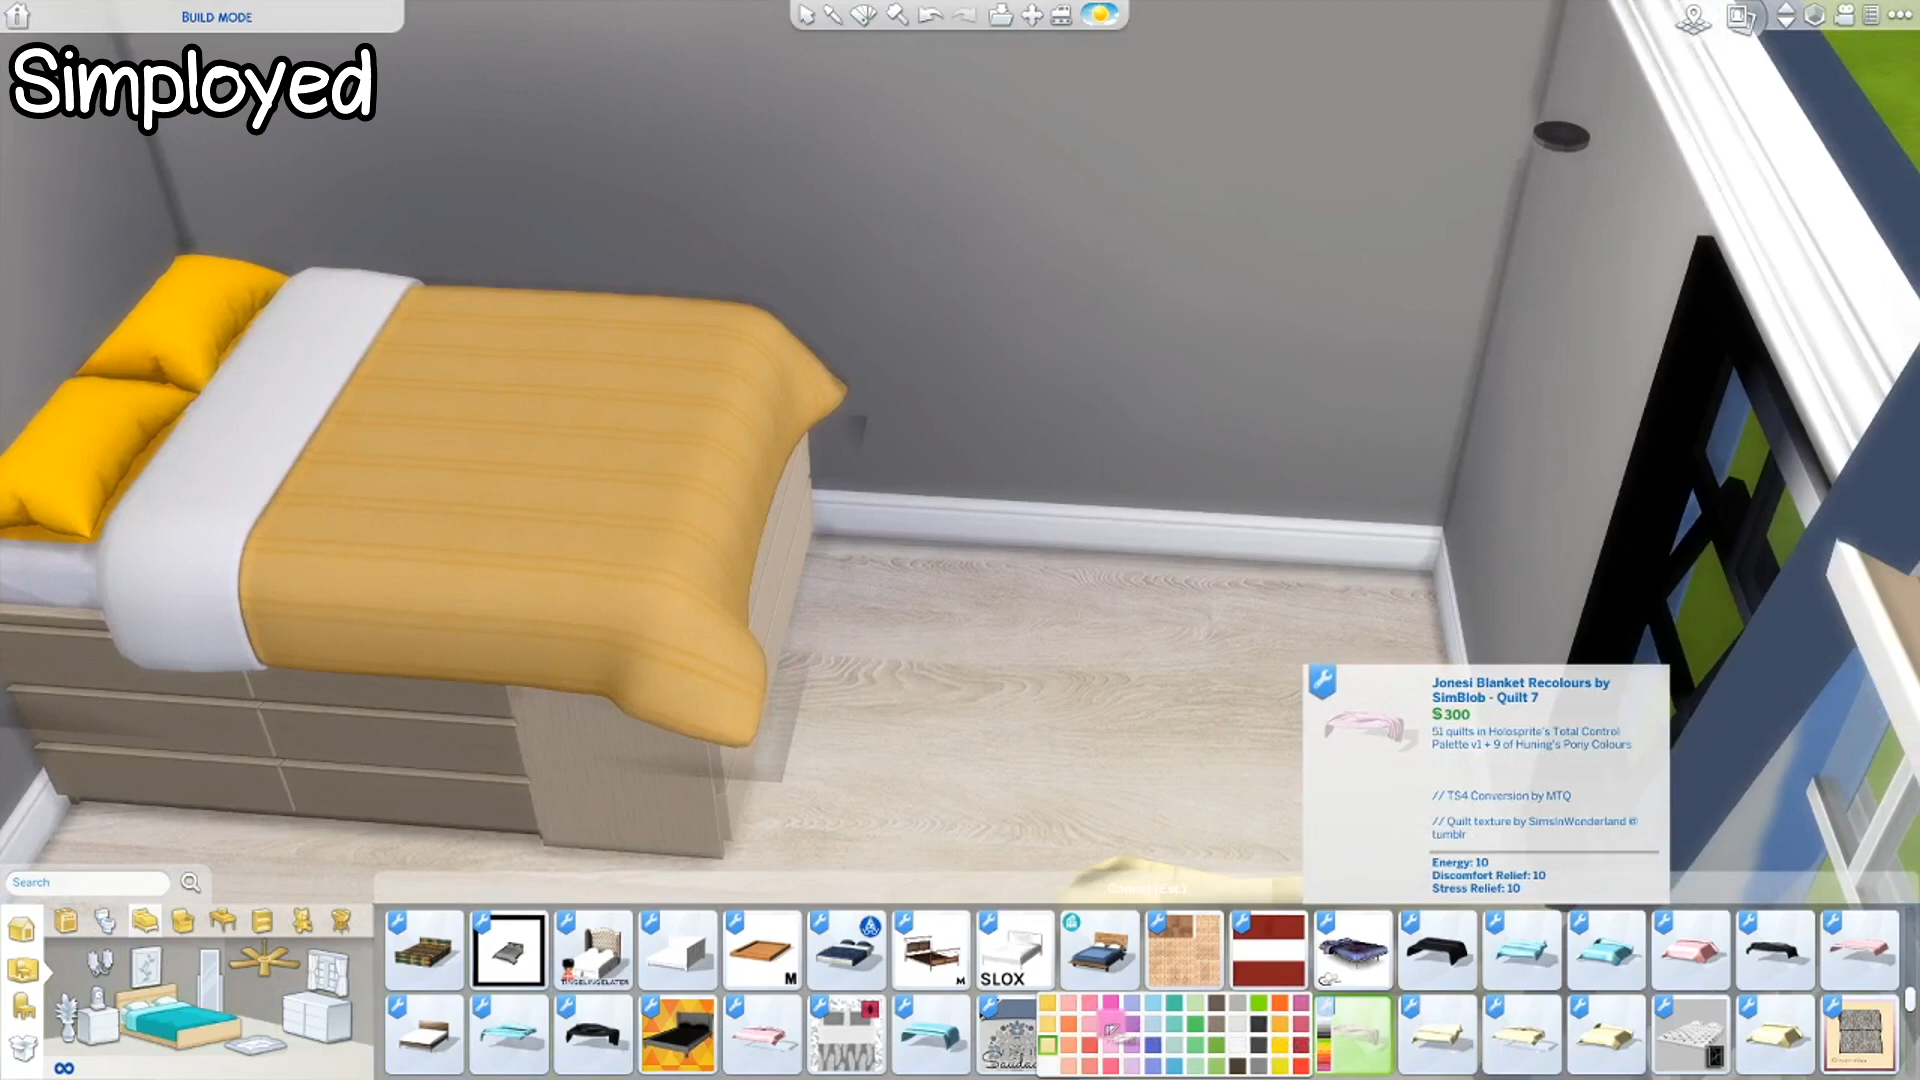 BUILD MODE
Simployed
Jonesi Blanket Recolours by
SimBlob - Quilt 7
§300
51 quilts in Holosprite's Total Control
Palette v1 + 9 of Huning's Pony Colours
// TS4 Conversion by MTQ
// Quilt texture by SimsInWonderland @
tumblr
Energy: 10
Discomfort Relief: 10
Stress Relief: 10
Search
TINGELINGELATER
M
M
SLOX